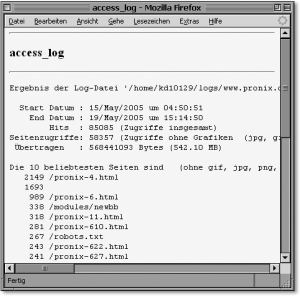 access_log - Mozilla Firefox
Datei Bearbeiten Ansicht Gehe Lesezeichen Extras Hilfe
access_log
Ergebnis der Log-Datei '/home/kd10129/logs/www.pronix.
Start Datum : 15/May/2005 um 04:50:51
End Datum : 19/May/2005 um 15:14:50
Hits : 85085 (Zugriffe insgesamt)
Seitenzugriffe: 58357 (Zugriffe ohne Grafiken (jpg, gi
Übertragen : 568441093 Bytes (542.10 MB)
Die 10 beliebtesten Seiten sind (ohne gif, jpg, png,
2149 /pronix-4.html
1693
989 /pronix-6.html
338 /modules/newbb
318 /pronix-11.html
281 /pronix-610.html
267 /robots.txt
243 /pronix-622.html
241 /pronix-627.html
Fertig